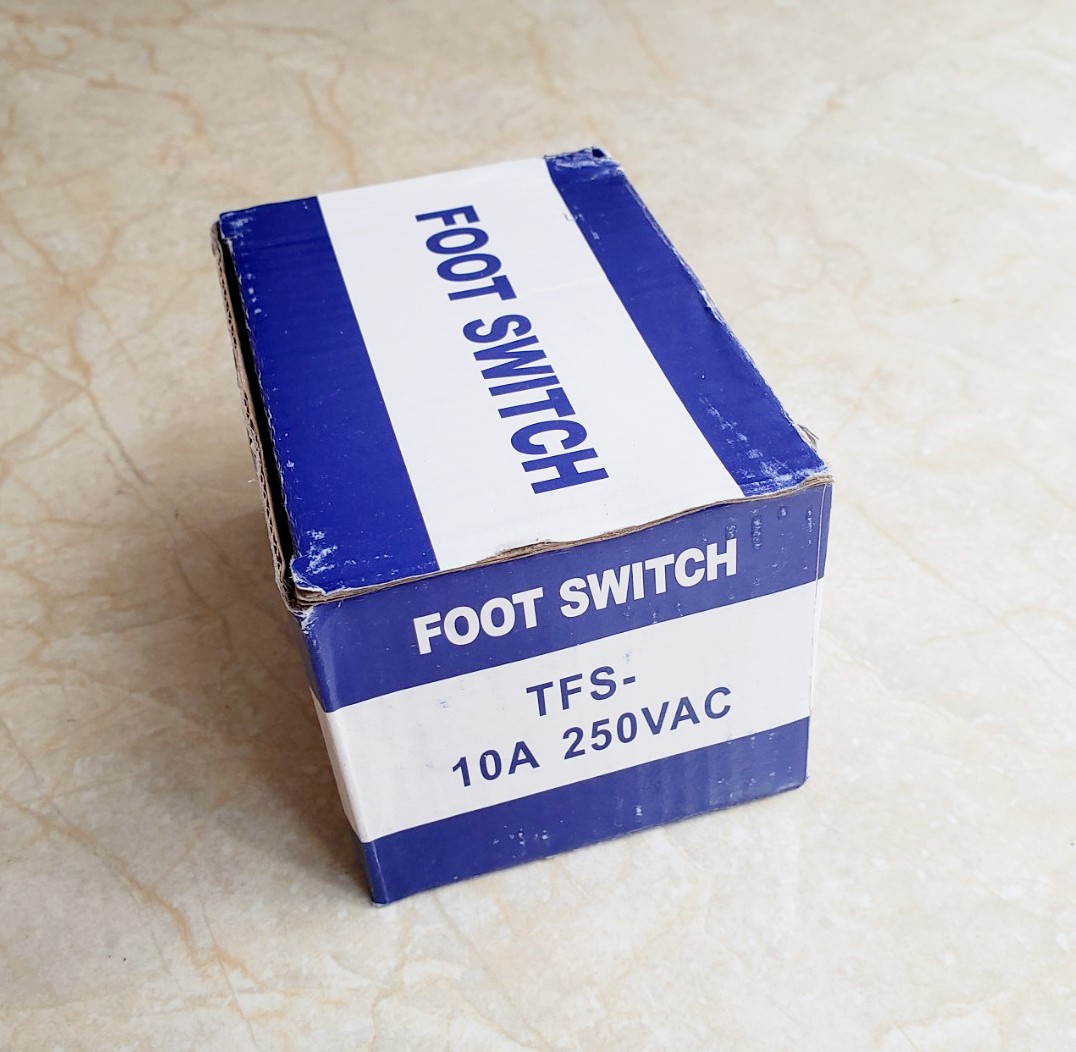 FOOT SWITCH
FOOT SWITCH
TFS-
10A 250VAC